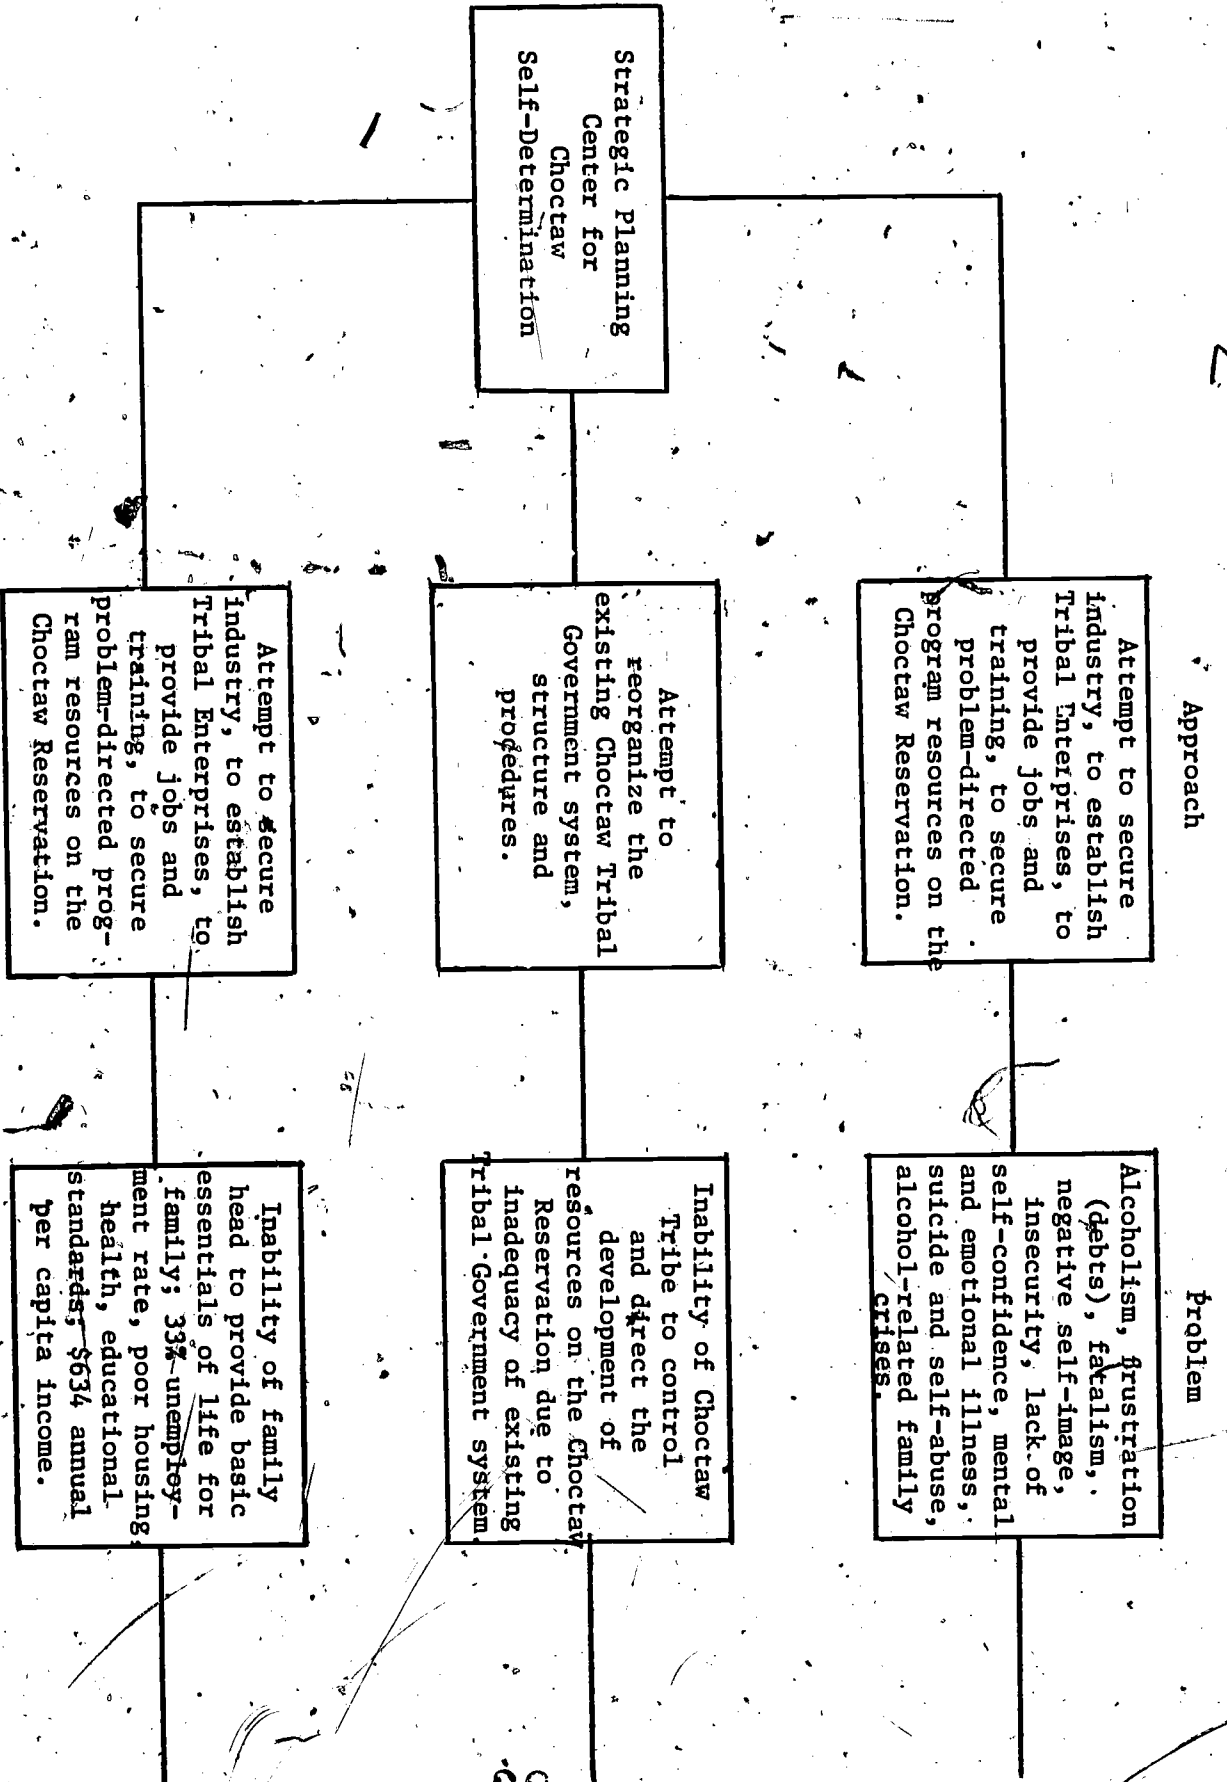 Approach
Problem
Strategic Planning
Center for
Choctaw
Self-Determination
Attempt to secure
industry, to establish
Tribal Enterprises, to
provide jobs and
training, to secure
problem-directed
program resources on the
Choctaw Reservation.
Alcoholism, frustration
(debts), fatalism,
negative self-image,
insecurity, lack of
self-confidence, mental
and emotional illness,
suicide and self-abuse,
alcohol-related family
crises.
Attempt to
reorganize the
existing Choctaw Tribal
Government system,
structure and
procedures.
Inability of Choctaw
Tribe to control
and direct the
development of
resources on the Choctaw
Reservation due to
inadequacy of existing
Tribal Government system.
Attempt to secure
industry, to establish
Tribal Enterprises, to
provide jobs and
training, to secure
problem-directed prog-
ram resources on the
Choctaw Reservation.
Inability of family
head to provide basic
essentials of life for
family; 33% unemploy-
ment rate, poor housing,
health, educational
standards, $634 annual
per capita income.